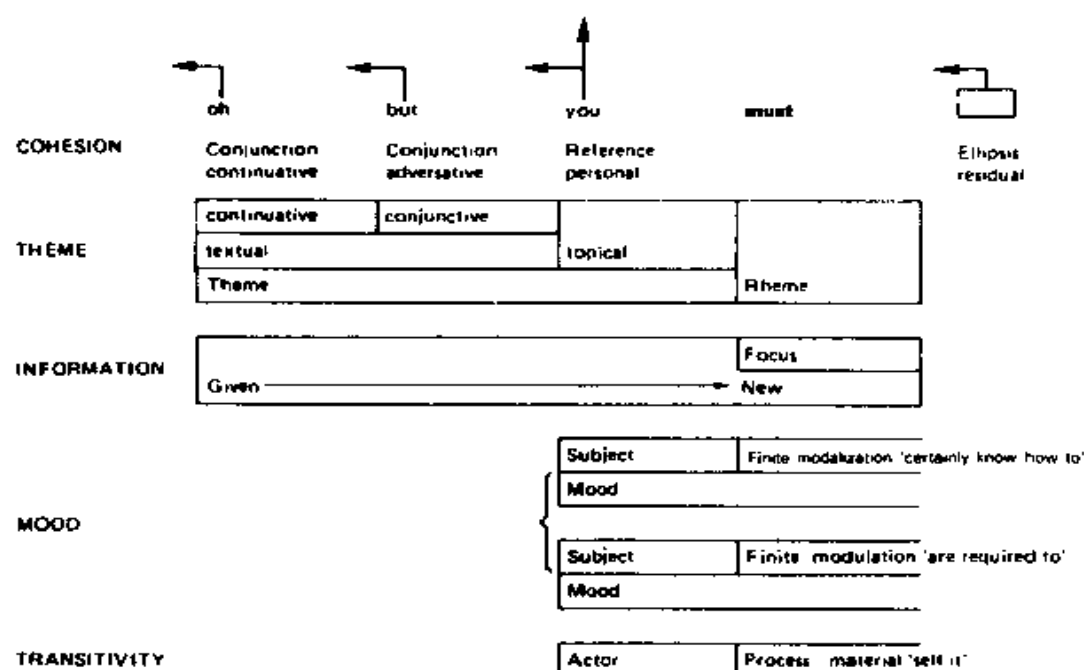 oh but you must
COHESION Conjunction Conjunction Reference Ellipsis
continuative adversative personal residual
continuative conjunctive
THEME textual topical
Theme Rheme
Focus
INFORMATION
Given New
Subject Finite modalization 'certainly know how to'
Mood
MOOD
Subject Finite modulation 'are required to'
Mood
TRANSITIVITY Actor Process material 'sell it'